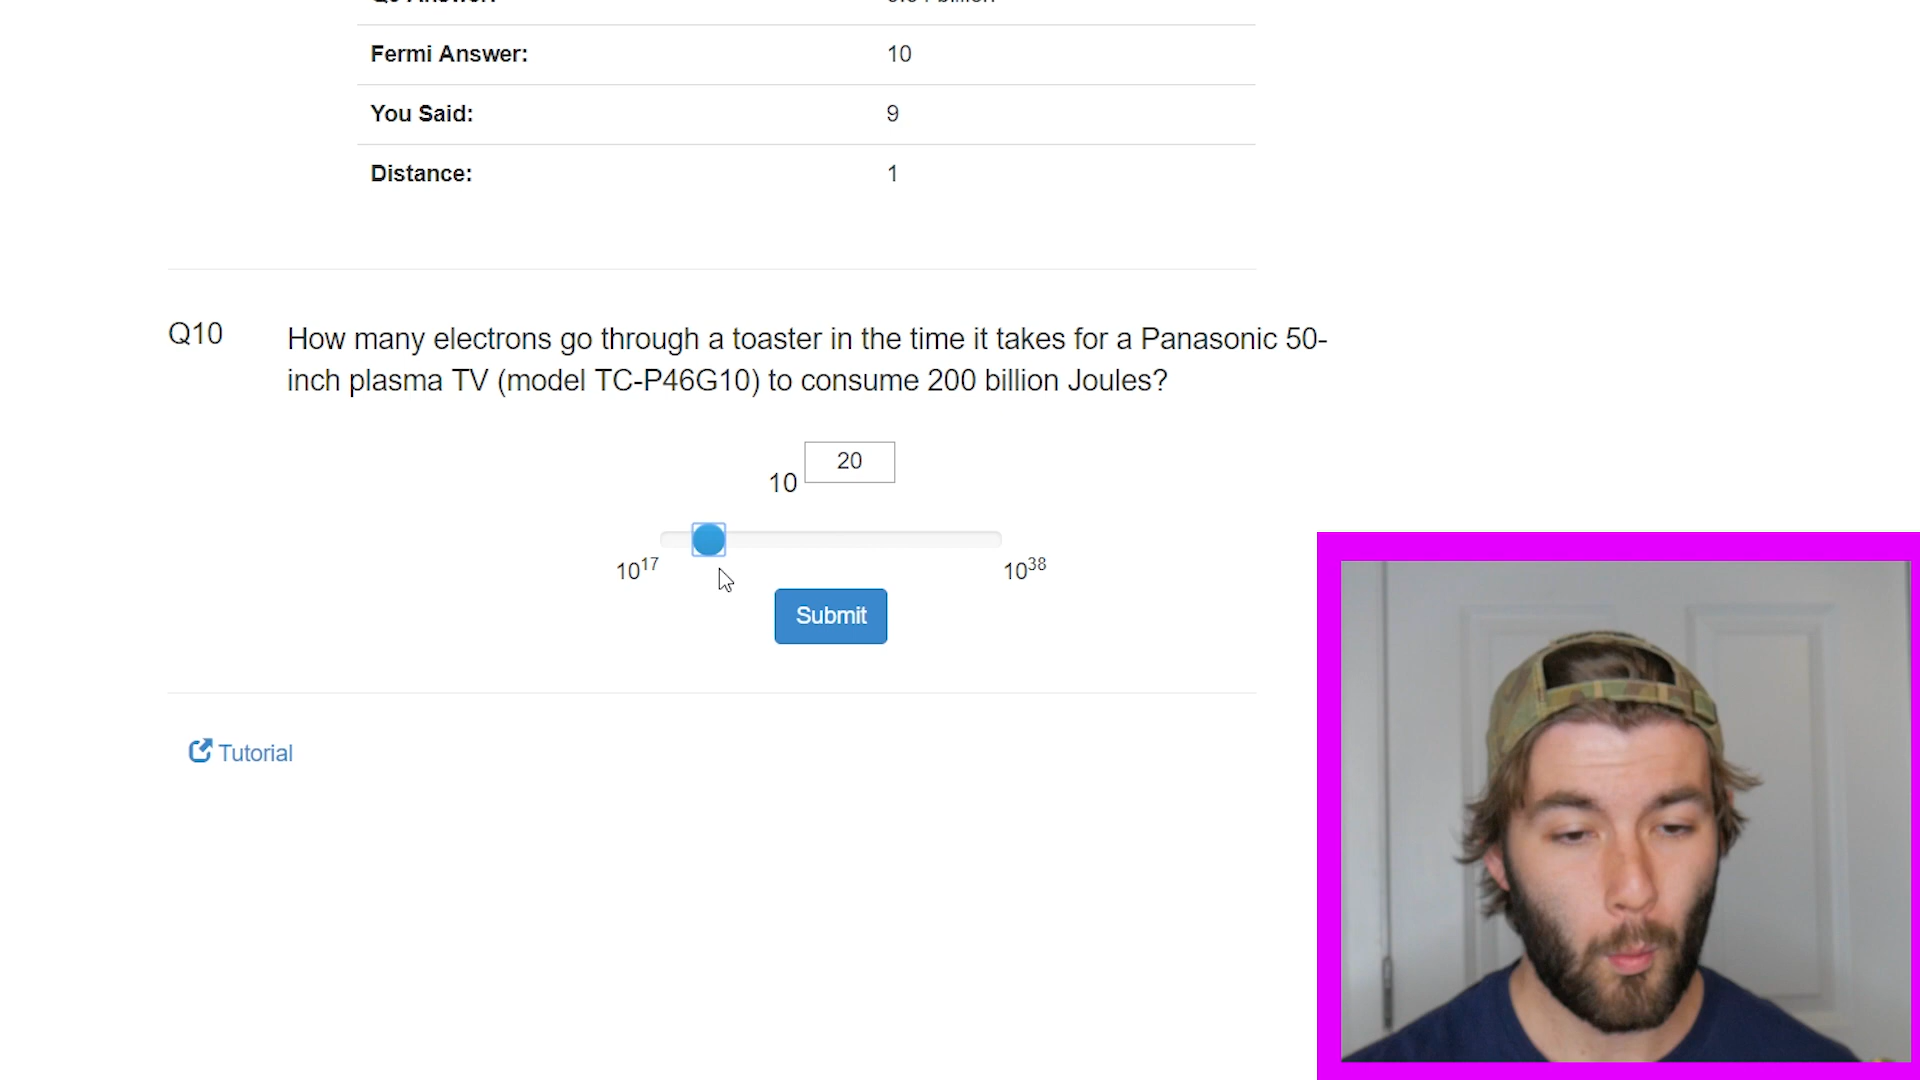 Fermi Answer: 10
You Said: 9
Distance: 1
Q10 How many electrons go through a toaster in the time it takes for a Panasonic 50-
inch plasma TV (model TC-P46G10) to consume 200 billion Joules?
10 20
10^17 10^38
Submit
Tutorial